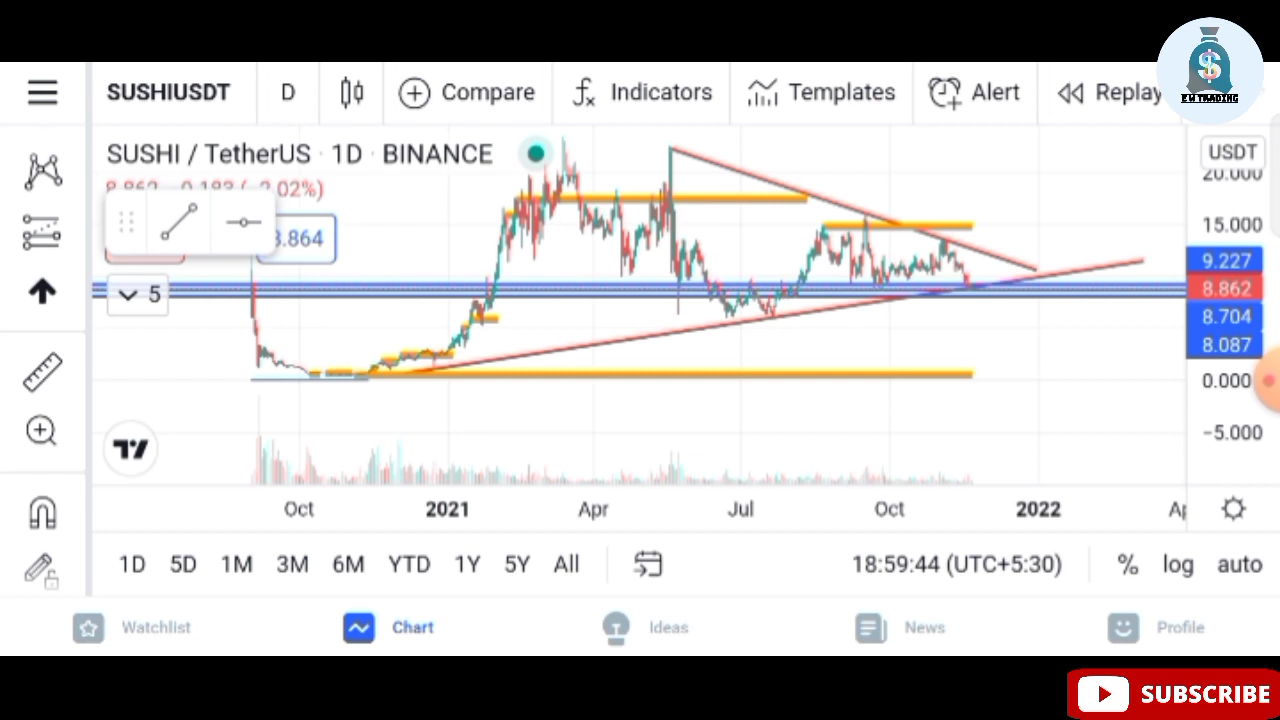 SUSHIUSDT D Compare Indicators Templates Alert Replay
$
SUSHI / TetherUS · 1D · BINANCE
USDT
20.000
15.000
5
9.227
8.862
8.704
8.087
0.000
−5.000
Oct 2021 Apr Jul Oct 2022
1D 5D 1M 3M 6M YTD 1Y 5Y All 18:59:44 (UTC+5:30) % log auto
Watchlist Chart Ideas News Profile
SUBSCRIBE